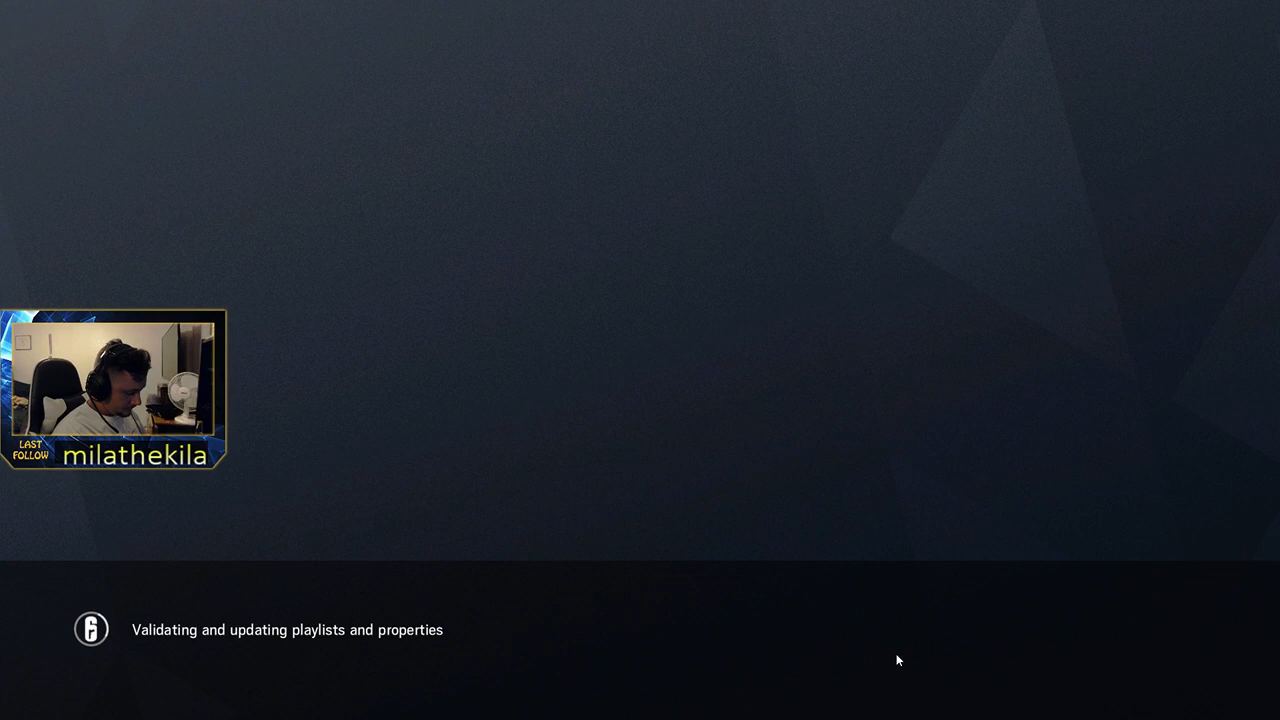 LAST
FOLLOW
milathekila
Validating and updating playlists and properties